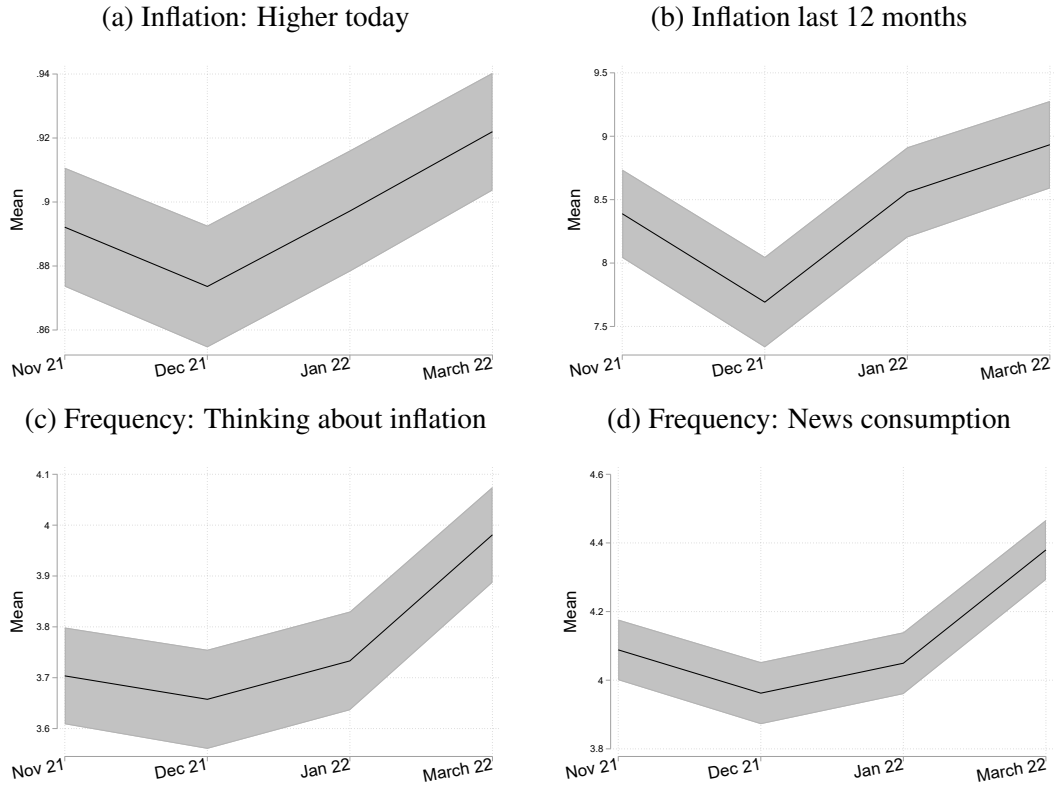 (a) Inflation: Higher today
.94
.92
.9
.88
.86
Mean
Nov 21 Dec 21 Jan 22 March 22
(b) Inflation last 12 months
9.5
9
8.5
8
7.5
Mean
Nov 21 Dec 21 Jan 22 March 22
(c) Frequency: Thinking about inflation
4.1
4
3.9
3.8
3.7
3.6
Mean
Nov 21 Dec 21 Jan 22 March 22
(d) Frequency: News consumption
4.6
4.4
4.2
4
3.8
Mean
Nov 21 Dec 21 Jan 22 March 22